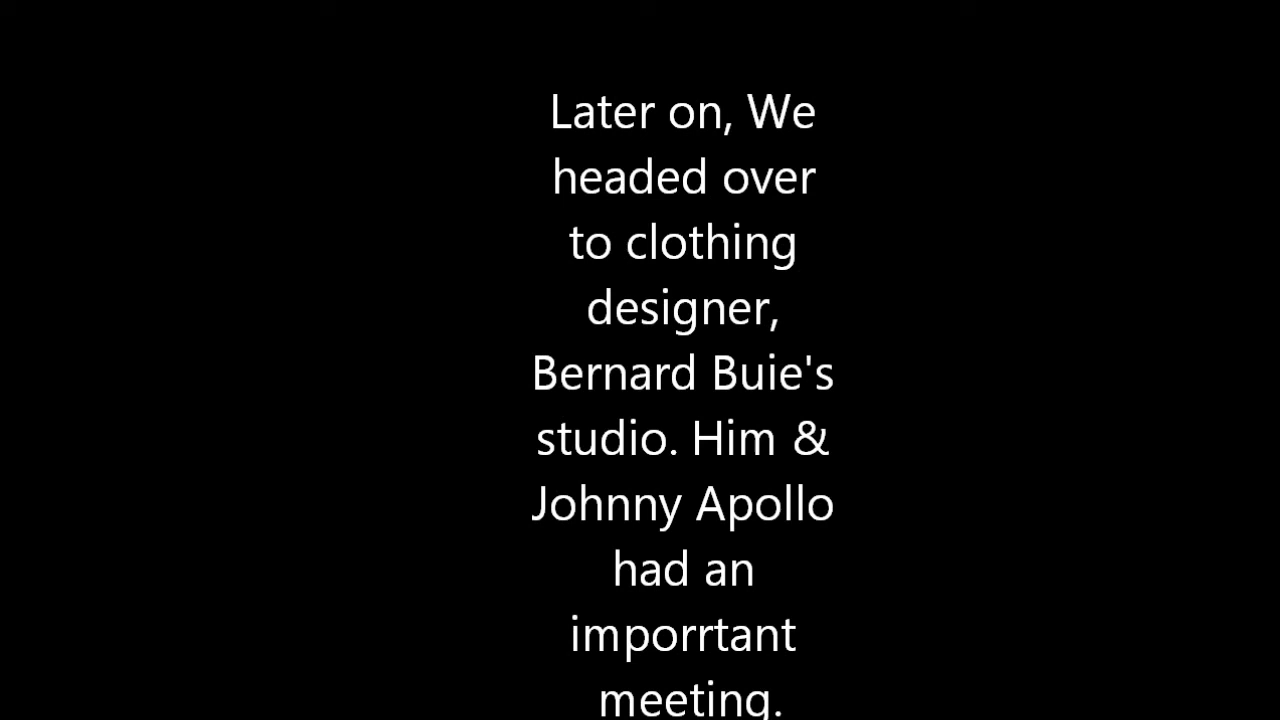 Later on, We
headed over
to clothing
designer,
Bernard Buie's
studio. Him &
Johnny Apollo
had an
imporrtant
meeting.